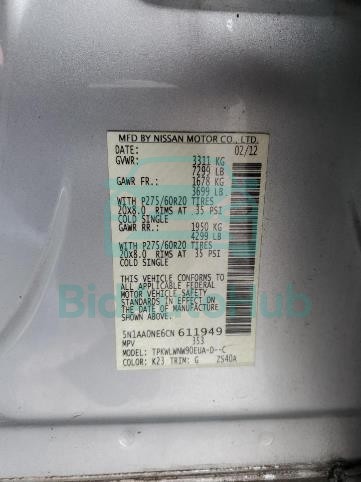 MFD BY NISSAN MOTOR CO., LTD.
DATE: 02/12
GVWR: 3311 KG
7299 LB
GAWR FR.: 1678 KG
3699 LB
WITH P275/60R20 TIRES
20X8.0 RIMS AT 35 PSI
COLD SINGLE
GAWR RR.: 1950 KG
4299 LB
WITH P275/60R20 TIRES
20X8.0 RIMS AT 35 PSI
COLD SINGLE
THIS VEHICLE CONFORMS TO
ALL APPLICABLE FEDERAL
MOTOR VEHICLE SAFETY
STANDARDS IN EFFECT ON
THE DATE OF MANUFACTURE
SHOWN ABOVE.
5N1AA0NE6CN611949
MPV 353
MODEL: TPKWLWNW90EUA-D--C
COLOR: K23 TRIM: G ZS40A